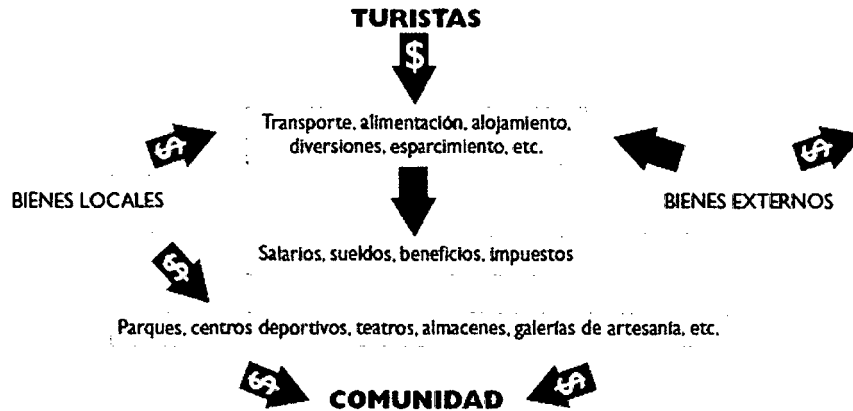 TURISTAS
$
Transporte, alimentación, alojamiento,
diversiones, esparcimiento, etc.
$
$
BIENES LOCALES
BIENES EXTERNOS
$
Salarios, sueldos, beneficios, impuestos
Parques, centros deportivos, teatros, almacenes, galerías de artesanía, etc.
$
$
COMUNIDAD